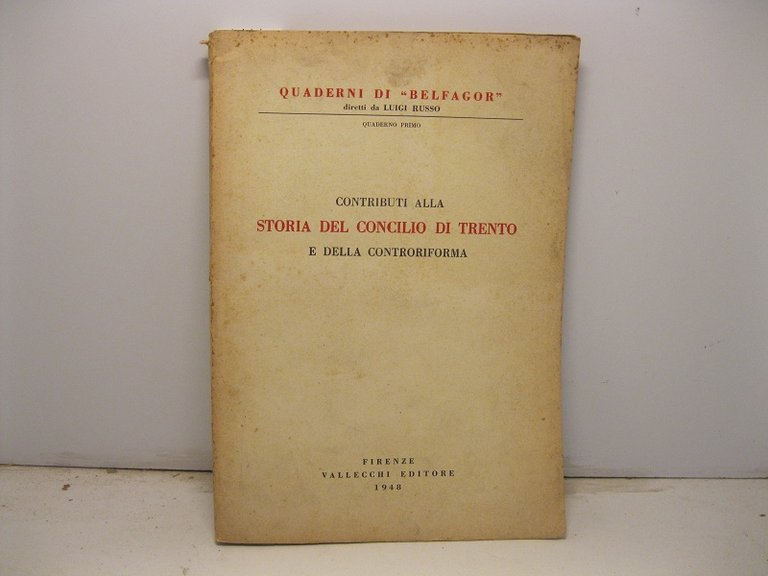 QUADERNI DI "BELFAGOR"
diretti da LUIGI RUSSO
QUADERNO PRIMO
CONTRIBUTI ALLA
STORIA DEL CONCILIO DI TRENTO
E DELLA CONTRORIFORMA
FIRENZE
VALLECCHI EDITORE
1948